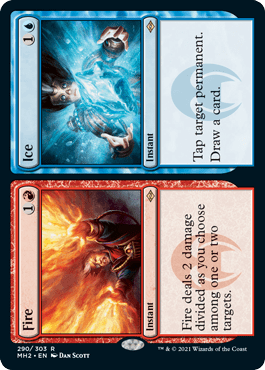 Ice 1
Instant
Tap target permanent.
Draw a card.
Fire 1
Instant
Fire deals 2 damage
divided as you choose
among one or two
targets.
290/303 R
MH2 • EN DAN SCOTT
™ & © 2021 Wizards of the Coast